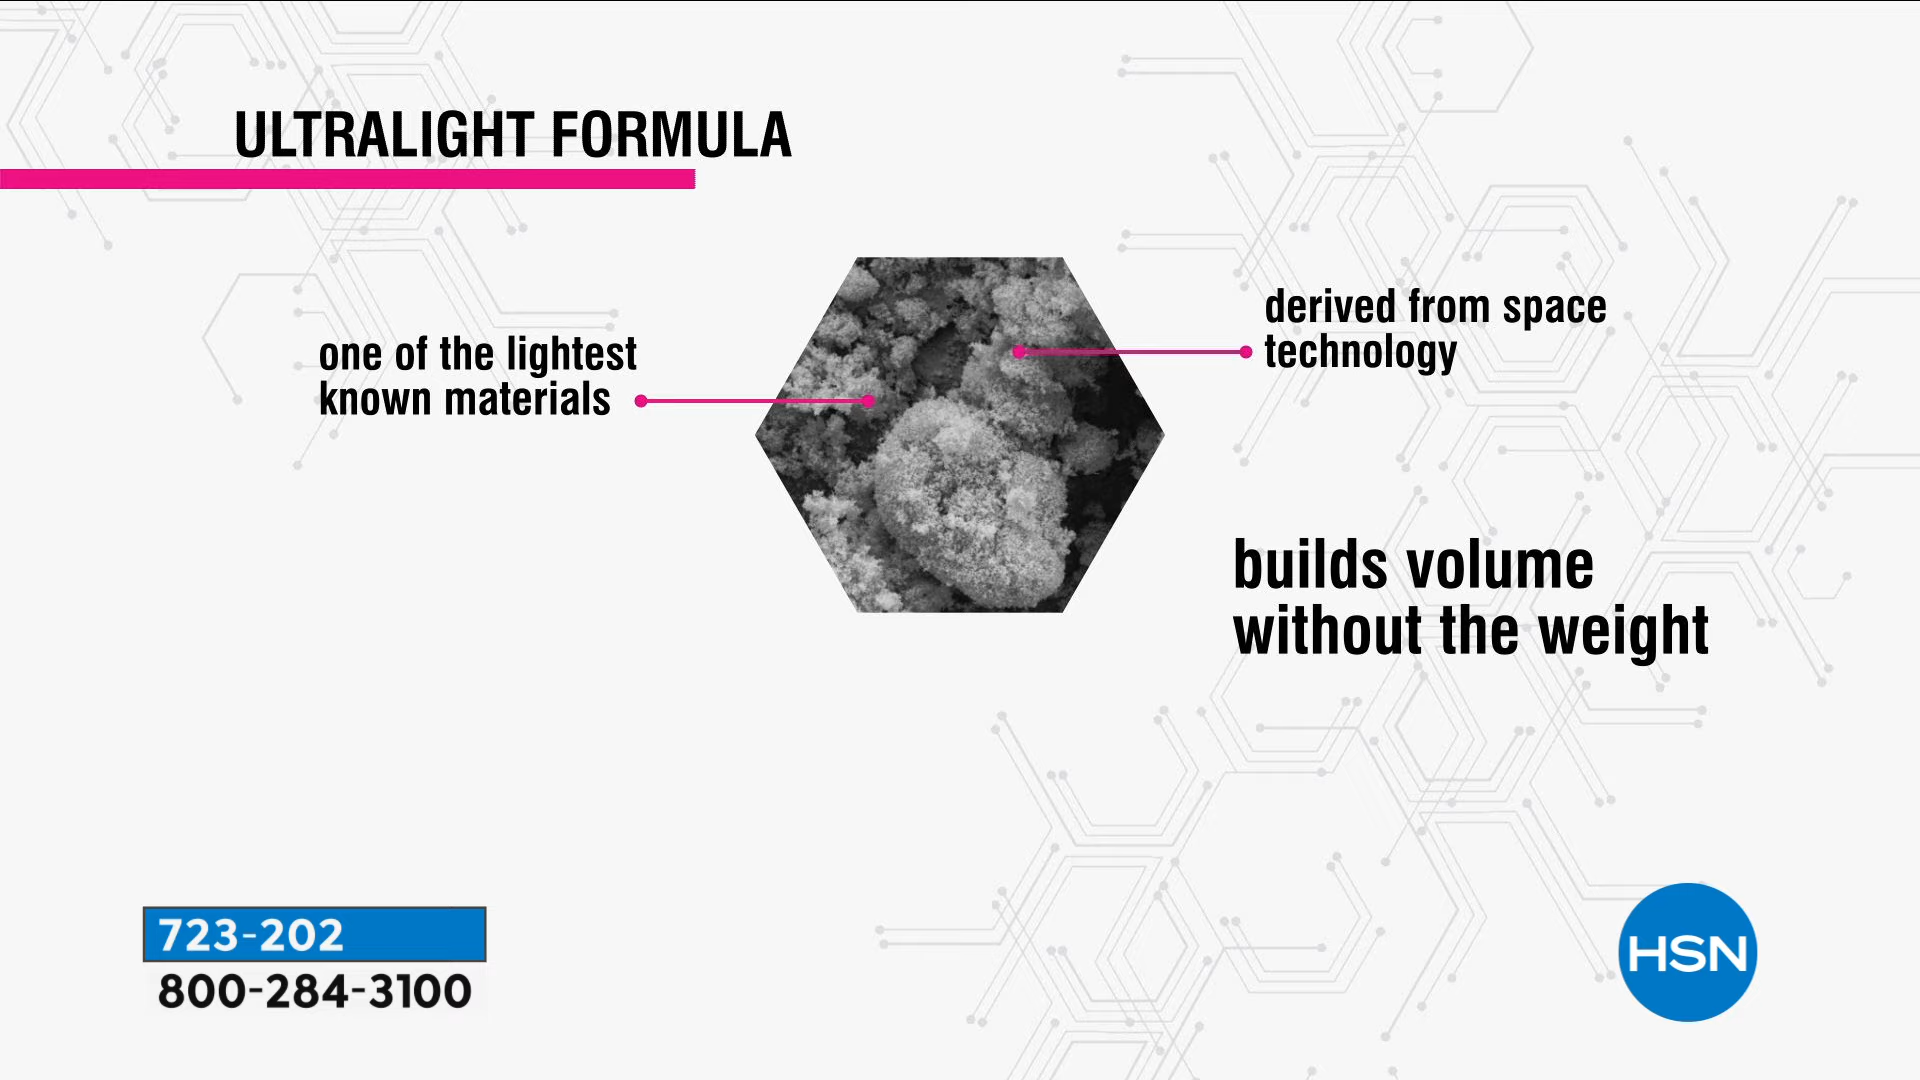 ULTRALIGHT FORMULA
one of the lightest
known materials
derived from space
technology
builds volume
without the weight
723-202
800-284-3100
HSN